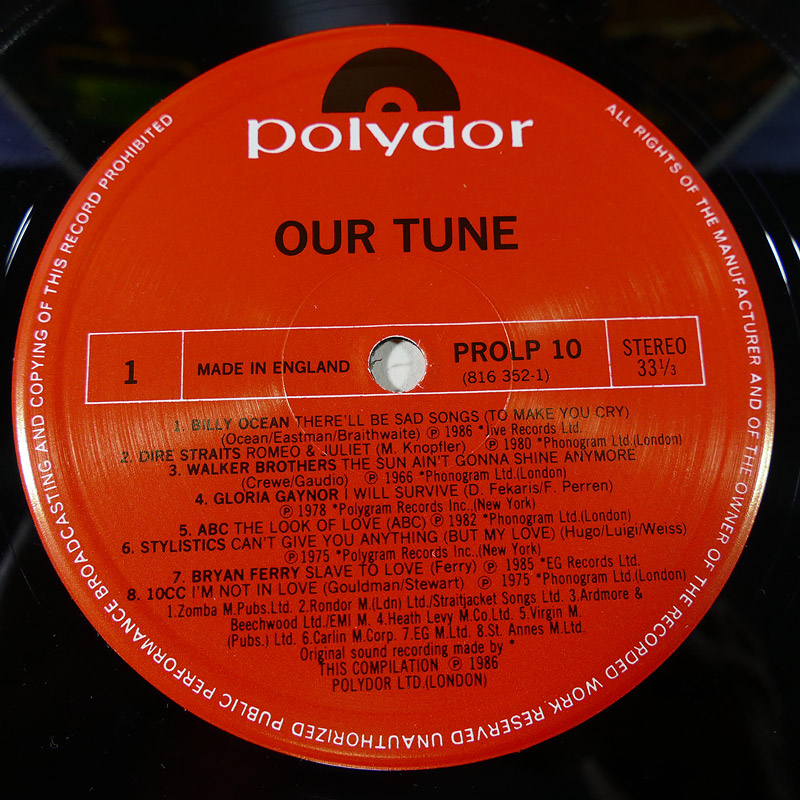 polydor
OUR TUNE
1
MADE IN ENGLAND
PROLP 10
(816 352-1)
STEREO
33⅓
1. BILLY OCEAN THERE'LL BE SAD SONGS (TO MAKE YOU CRY)
(Ocean/Eastman/Braithwaite) ℗ 1986 *Jive Records Ltd.
2. DIRE STRAITS ROMEO & JULIET (M. Knopfler) ℗ 1980 *Phonogram Ltd.(London)
3. WALKER BROTHERS THE SUN AIN'T GONNA SHINE ANYMORE
(Crewe/Gaudio) ℗ 1966 *Phonogram Ltd.(London)
4. GLORIA GAYNOR I WILL SURVIVE (D. Fekaris/F. Perren)
℗ 1978 *Polygram Records Inc.,(New York)
5. ABC THE LOOK OF LOVE (ABC) ℗ 1982 *Phonogram Ltd.(London)
6. STYLISTICS CAN'T GIVE YOU ANYTHING (BUT MY LOVE) (Hugo/Luigi/Weiss)
℗ 1975 *Polygram Records Inc.,(New York)
7. BRYAN FERRY SLAVE TO LOVE (Ferry) ℗ 1985 *EG Records Ltd.
8. 10CC I'M NOT IN LOVE (Gouldman/Stewart) ℗ 1975 *Phonogram Ltd.(London)
1.Zomba M.Pubs.Ltd. 2.Rondor M.(Ldn) Ltd./Straitjacket Songs Ltd. 3.Ardmore &
Beechwood Ltd./EMI M. 4.Heath Levy M.Co.Ltd. 5.Virgin M.
(Pubs.) Ltd. 6.Carlin M.Corp. 7.EG M.Ltd. 8.St. Annes M.Ltd.
Original sound recording made by *
THIS COMPILATION ℗ 1986
POLYDOR LTD.(LONDON)
ALL RIGHTS OF THE MANUFACTURER AND OF THE OWNER OF THE RECORDED WORK RESERVED UNAUTHORIZED PUBLIC PERFORMANCE BROADCASTING AND COPYING OF THIS RECORD PROHIBITED